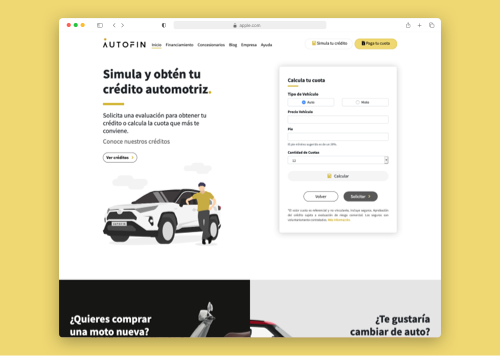 apple.com
AUTOFIN
Inicio Financiamiento Concesionarios Blog Empresa Ayuda
Simula tu crédito
Paga tu cuota
Simula y obtén tu
crédito automotriz.
Solicita una evaluación para obtener tu
crédito o calcula la cuota que más te
conviene.
Conoce nuestros créditos
Ver créditos
Calcula tu cuota
Tipo de Vehículo
Auto
Moto
Precio Vehículo
Pie
Cantidad de Cuotas
Calcular
Volver
Solicitar
¿Quieres comprar
una moto nueva?
¿Te gustaría
cambiar de auto?